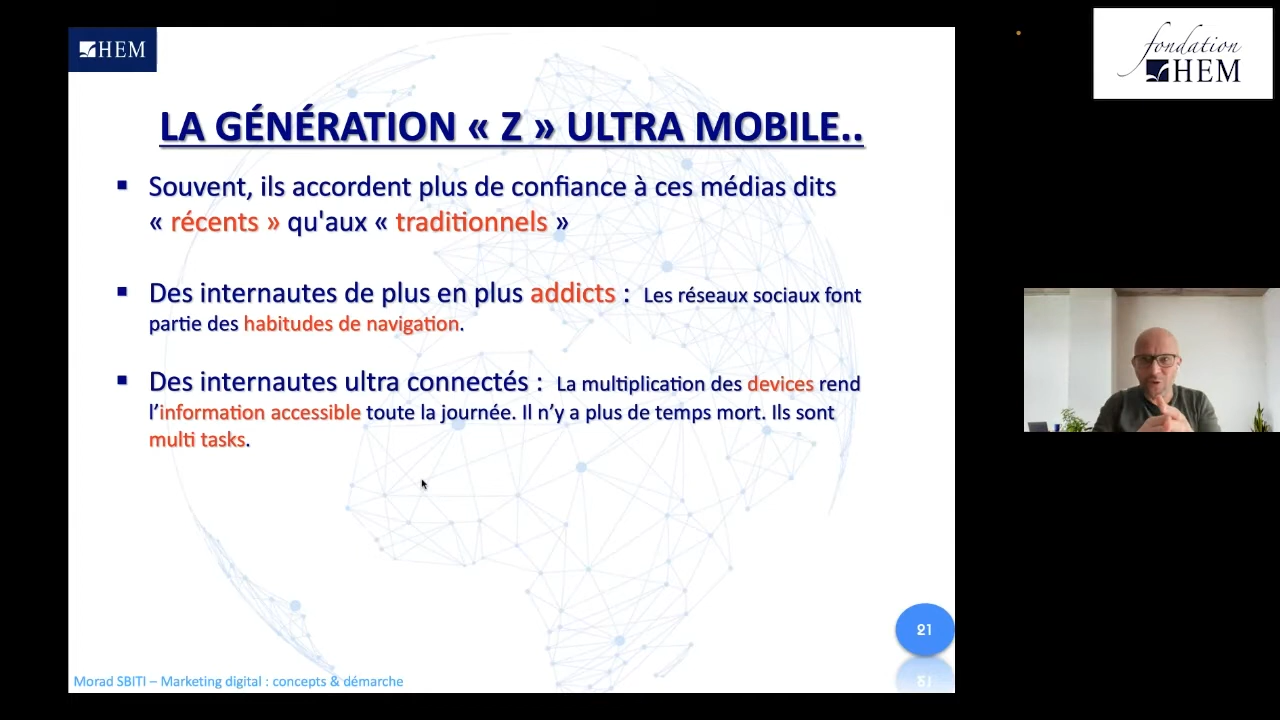 HEM
fondation
HEM
LA GÉNÉRATION « Z » ULTRA MOBILE..
▪ Souvent, ils accordent plus de confiance à ces médias dits
« récents » qu'aux « traditionnels »
▪ Des internautes de plus en plus addicts : Les réseaux sociaux font
partie des habitudes de navigation.
▪ Des internautes ultra connectés : La multiplication des devices rend
l’information accessible toute la journée. Il n’y a plus de temps mort. Ils sont
multi tasks.
21
Morad SBITI – Marketing digital : concepts & démarche